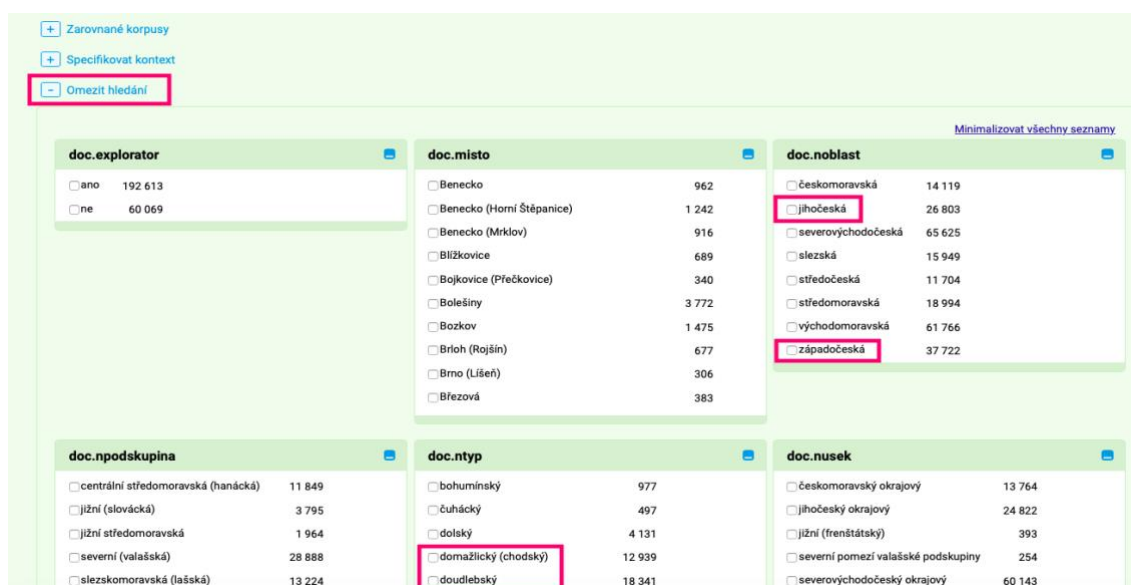 + Zarovnané korpusy
+ Specifikovat kontext
- Omezit hledání
Minimalizovat všechny seznamy
doc.explorator
ano 192 613
ne 60 069
doc.misto
Benecko 962
Benecko (Horní Štěpanice) 1 242
Benecko (Mrklov) 916
Blížkovice 689
Bojkovice (Přečkovice) 340
Bolešiny 3 772
Bozkov 1 475
Brloh (Rojšín) 677
Brno (Líšeň) 306
Březová 383
doc.noblast
českomoravská 14 119
jihočeská 26 803
severovýchodočeská 65 625
slezská 15 949
středočeská 11 704
středomoravská 18 994
východomoravská 61 766
západočeská 37 722
doc.npodskupina
centrální středomoravská (hanácká) 11 849
jižní (slovácká) 3 795
jižní středomoravská 1 964
severní (valašská) 28 888
slezskomoravská (lašská) 13 224
doc.ntyp
bohumínský 977
čuhácký 497
dolský 4 131
domažlický (chodský) 12 939
doudlebský 18 341
doc.nusek
českomoravský okrajový 13 764
jihočeský okrajový 24 822
jižní (frenštátský) 393
severní pomezí valašské podskupiny 254
severovýchodočeský okrajový 60 143